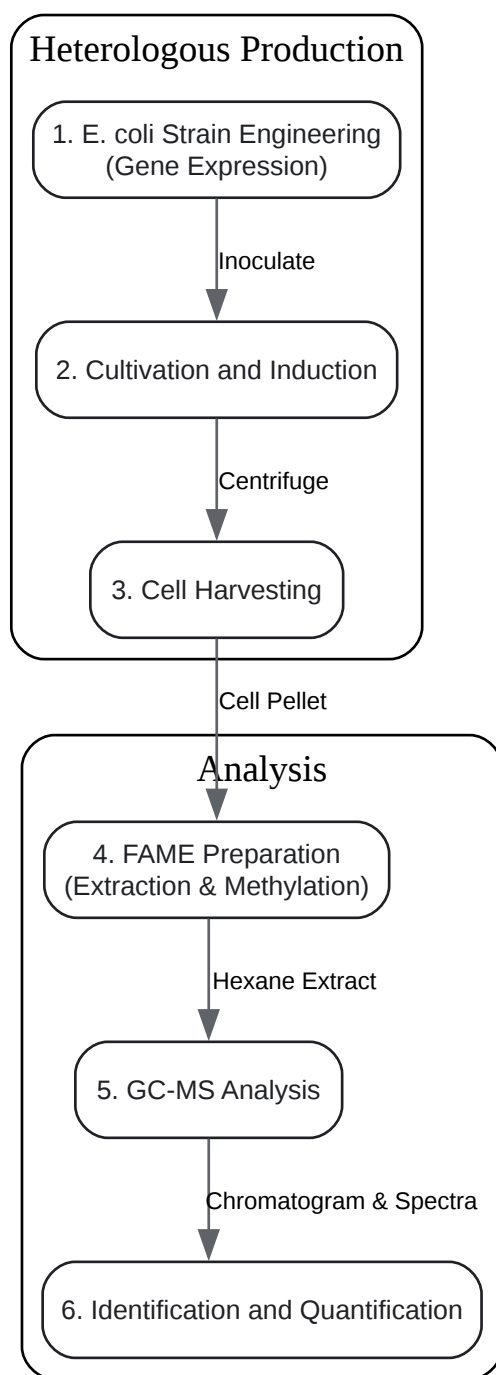 Heterologous Production
1. E. coli Strain Engineering
(Gene Expression)
Inoculate
2. Cultivation and Induction
Centrifuge
3. Cell Harvesting
Cell Pellet
Analysis
4. FAME Preparation
(Extraction & Methylation)
Hexane Extract
5. GC-MS Analysis
Chromatogram & Spectra
6. Identification and Quantification